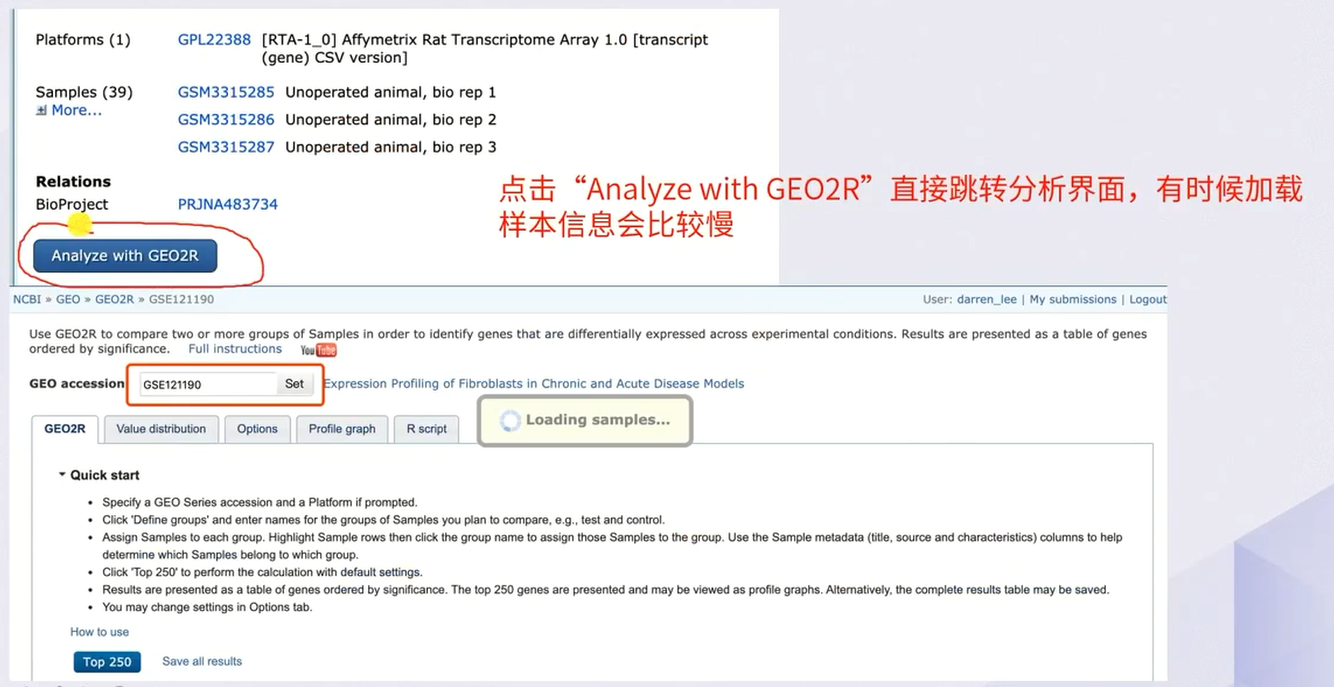 Platforms (1) GPL22388 [RTA-1_0] Affymetrix Rat Transcriptome Array 1.0 [transcript
(gene) CSV version]
Samples (39) GSM3315285 Unoperated animal, bio rep 1
More... GSM3315286 Unoperated animal, bio rep 2
GSM3315287 Unoperated animal, bio rep 3
Relations
BioProject PRJNA483734
Analyze with GEO2R
点击“Analyze with GEO2R”直接跳转分析界面，有时候加载
样本信息会比较慢
NCBI » GEO » GEO2R » GSE121190 User: darren_lee | My submissions | Logout
Use GEO2R to compare two or more groups of Samples in order to identify genes that are differentially expressed across experimental conditions. Results are presented as a table of genes
ordered by significance. Full instructions YouTube
GEO accession GSE121190 Set Expression Profiling of Fibroblasts in Chronic and Acute Disease Models
Loading samples...
GEO2R Value distribution Options Profile graph R script
Quick start
• Specify a GEO Series accession and a Platform if prompted.
• Click 'Define groups' and enter names for the groups of Samples you plan to compare, e.g., test and control.
• Assign Samples to each group. Highlight Sample rows then click the group name to assign those Samples to the group. Use the Sample metadata (title, source and characteristics) columns to help
determine which Samples belong to which group.
• Click 'Top 250' to perform the calculation with default settings.
• Results are presented as a table of genes ordered by significance. The top 250 genes are presented and may be viewed as profile graphs. Alternatively, the complete results table may be saved.
• You may change settings in Options tab.
How to use
Top 250 Save all results